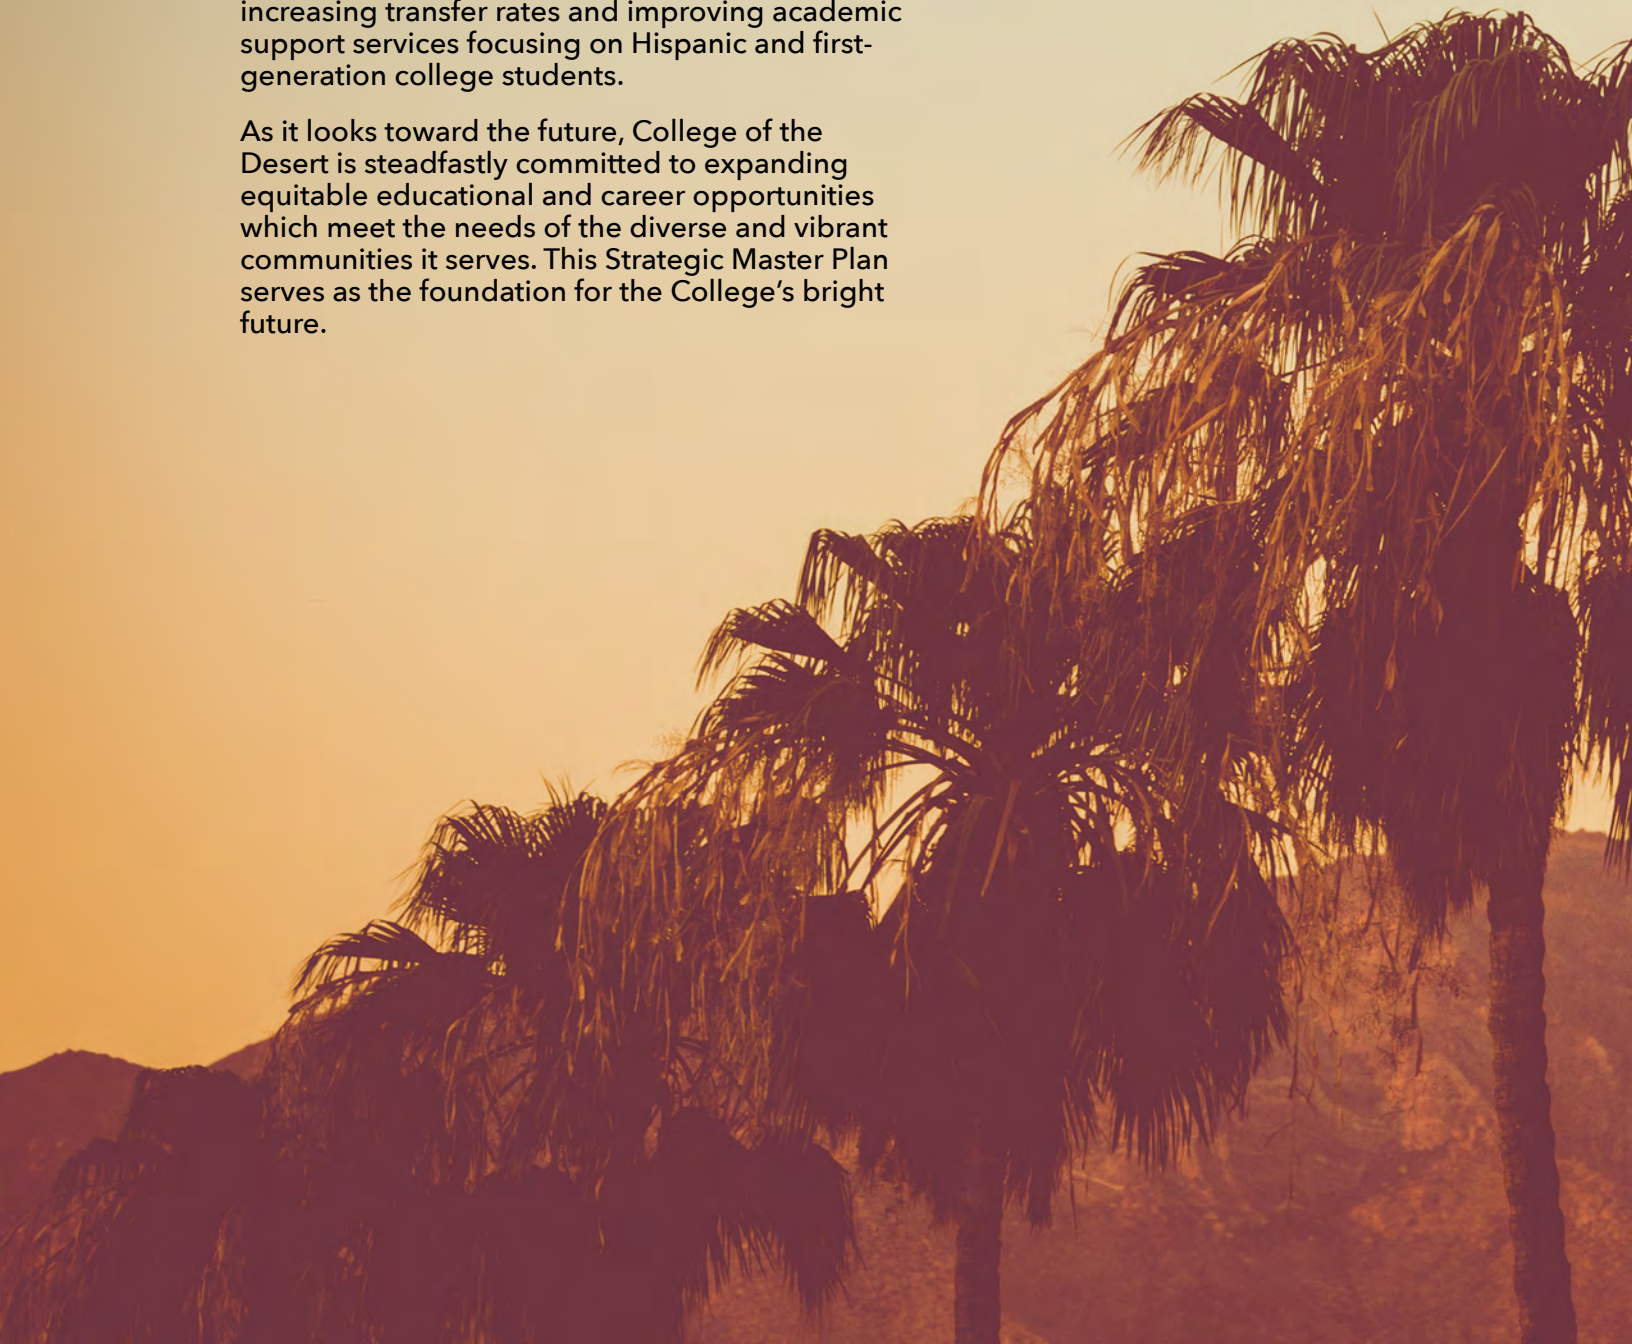 increasing transfer rates and improving academic
support services focusing on Hispanic and first-
generation college students.
As it looks toward the future, College of the
Desert is steadfastly committed to expanding
equitable educational and career opportunities
which meet the needs of the diverse and vibrant
communities it serves. This Strategic Master Plan
serves as the foundation for the College’s bright
future.